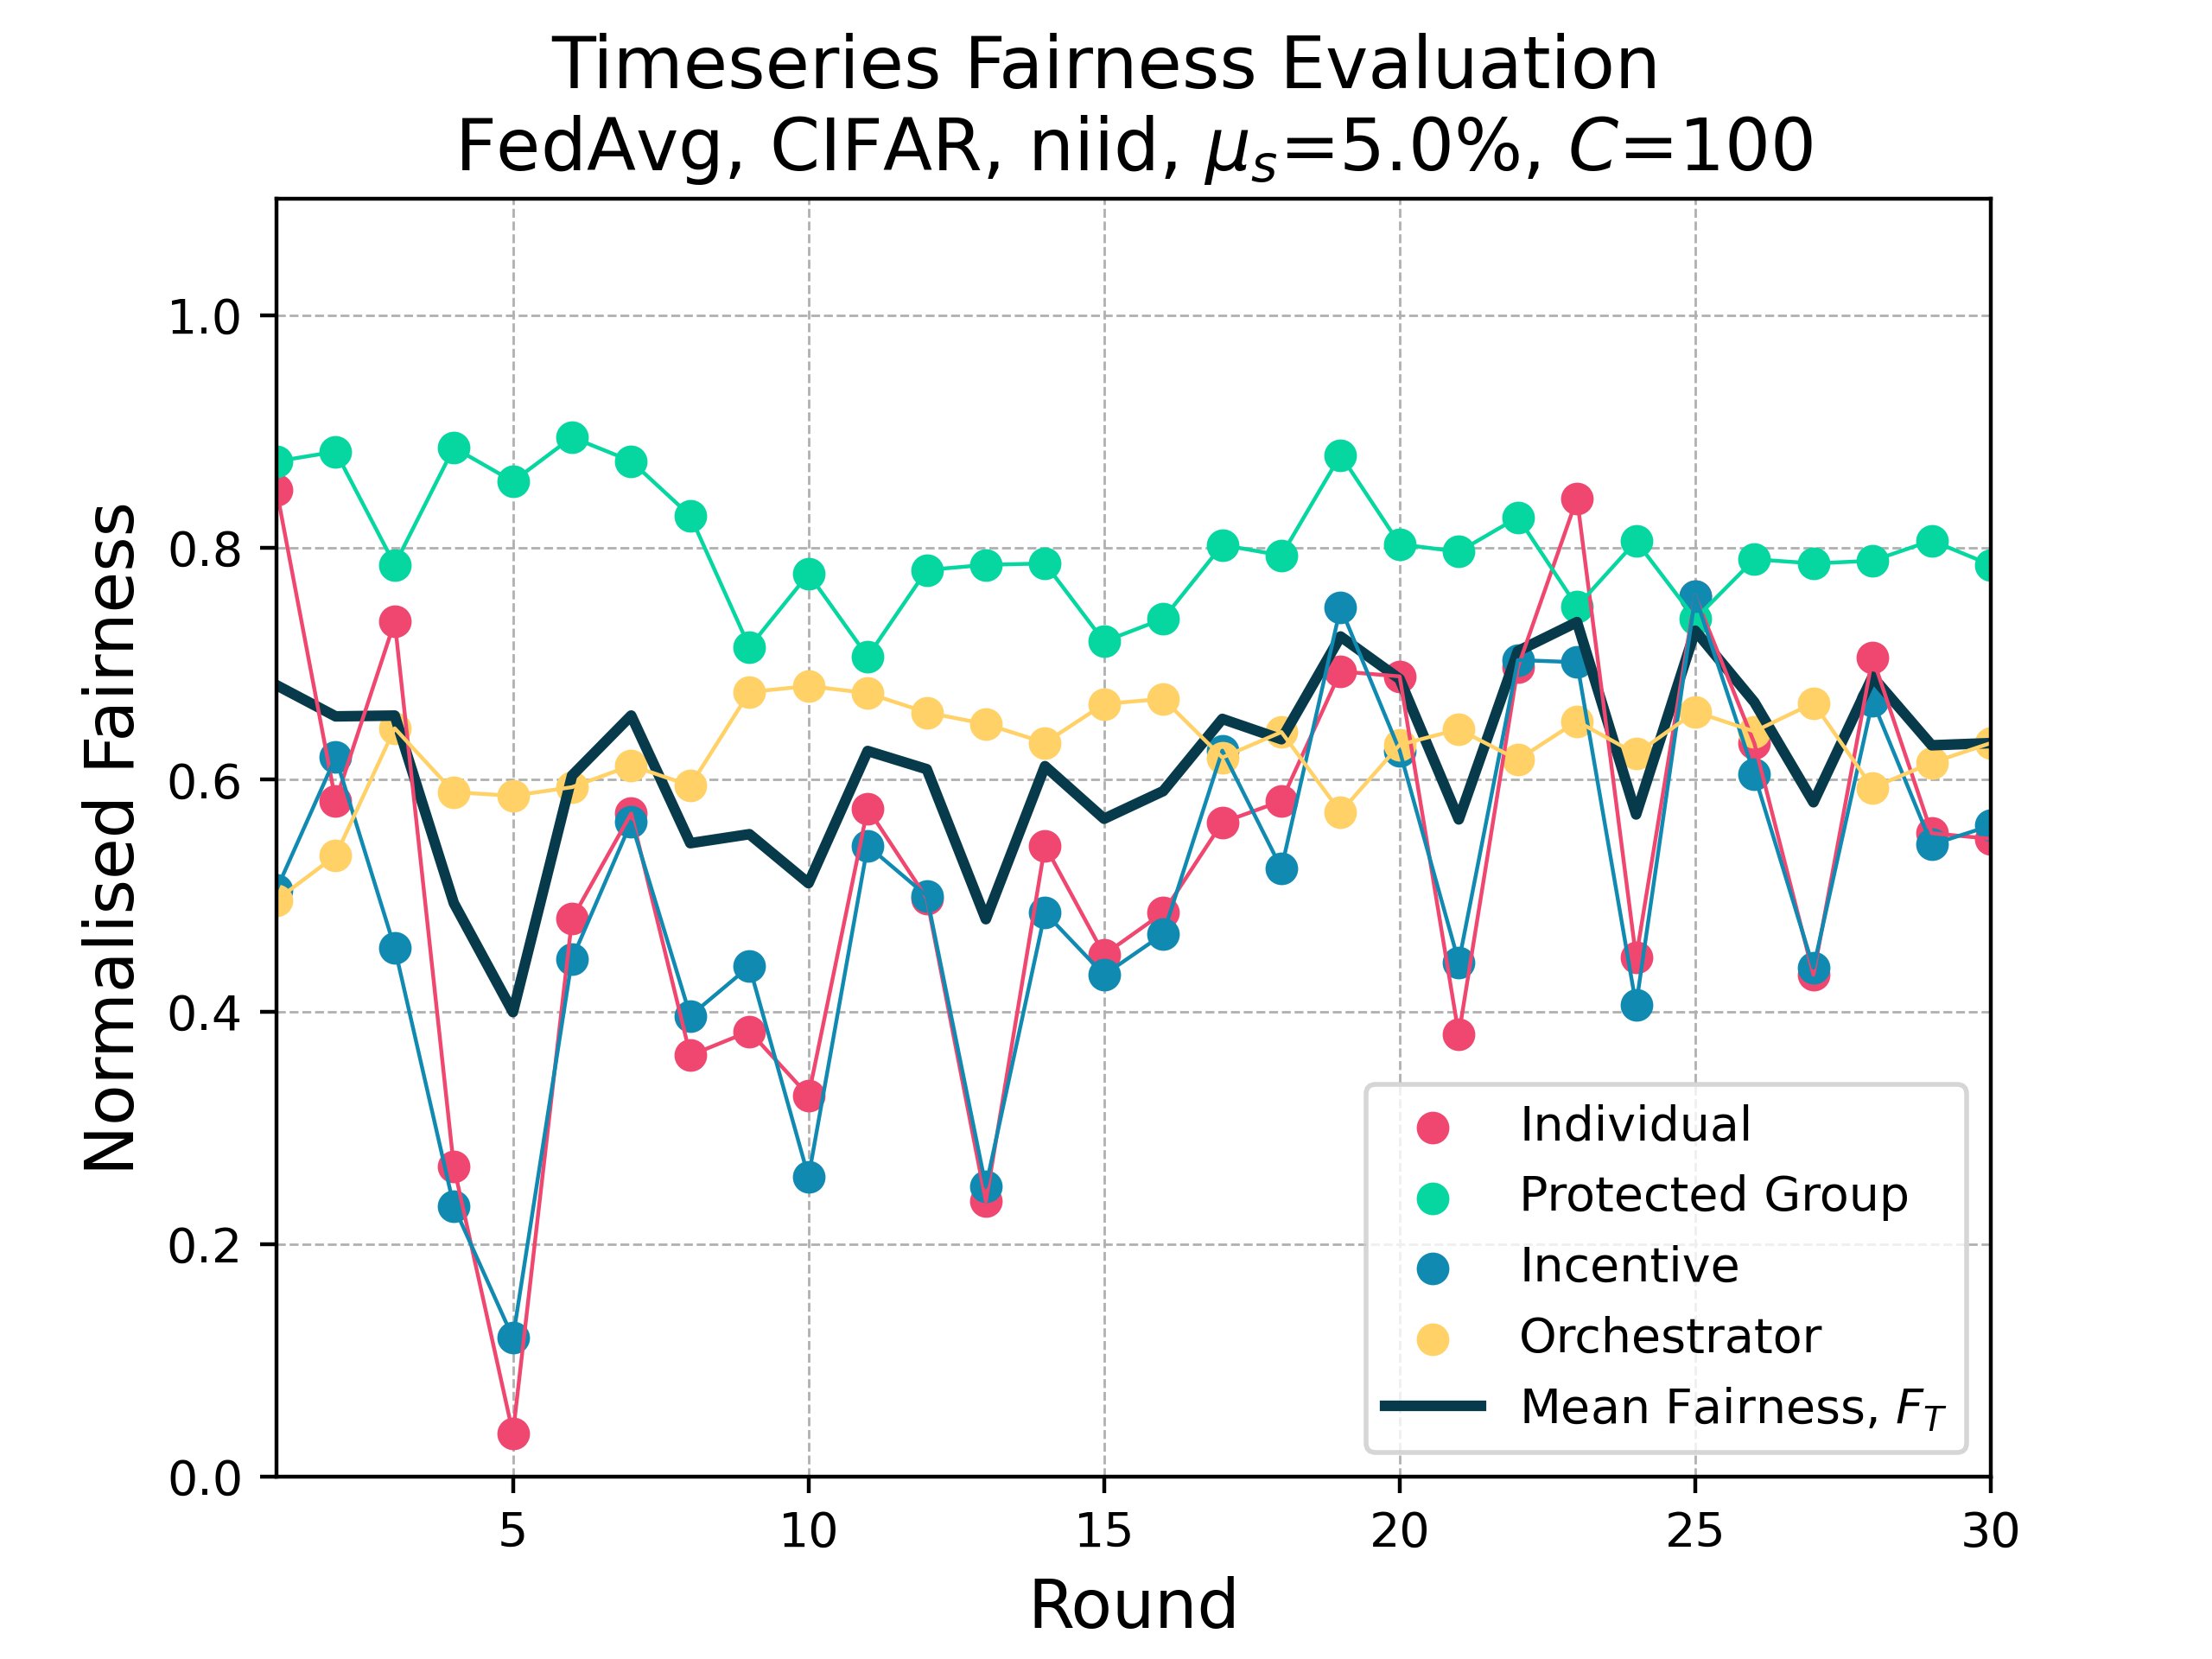 Timeseries Fairness Evaluation
FedAvg, CIFAR, niid, μₛ=5.0%, C=100
Normalised Fairness
1.0
0.8
0.6
0.4
0.2
0.0
Individual
Protected Group
Incentive
Orchestrator
Mean Fairness, F_T
5
10
15
20
25
30
Round